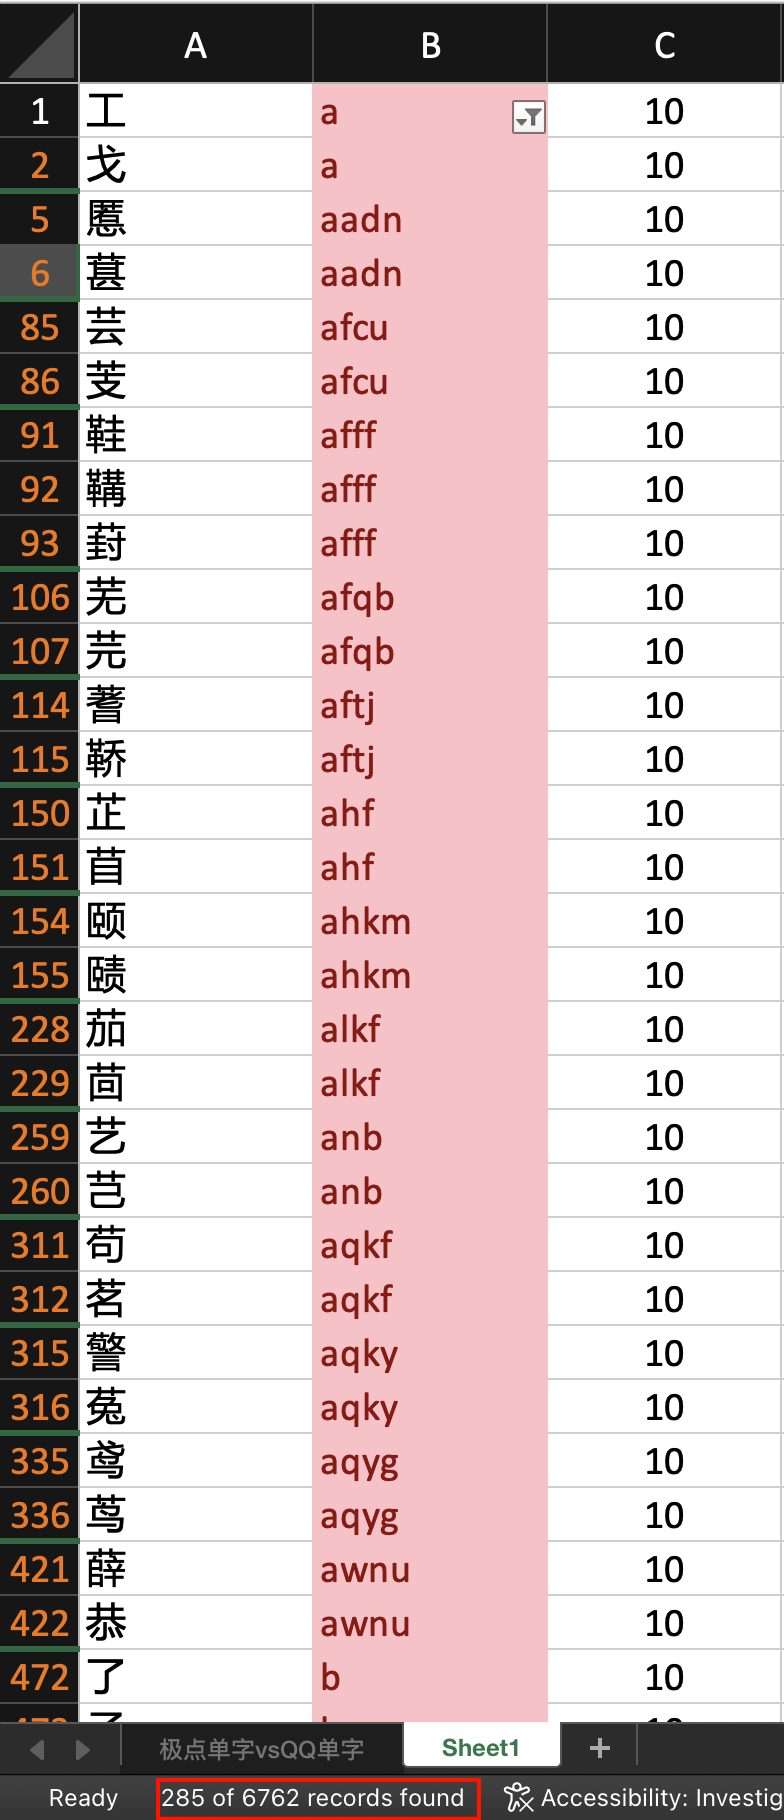 A B C
1 工 a 10
2 戈 a 10
5 慝 aadn 10
6 葚 aadn 10
85 芸 afcu 10
86 芰 afcu 10
91 鞋 afff 10
92 鞲 afff 10
93 葑 afff 10
106 芜 afqb 10
107 芫 afqb 10
114 蓍 aftj 10
115 鞒 aftj 10
150 芷 ahf 10
151 苜 ahf 10
154 颐 ahkm 10
155 赜 ahkm 10
228 茄 alkf 10
229 茴 alkf 10
259 艺 anb 10
260 芑 anb 10
311 苟 aqkf 10
312 茗 aqkf 10
315 警 aqky 10
316 菟 aqky 10
335 鸢 aqyg 10
336 茑 aqyg 10
421 薛 awnu 10
422 恭 awnu 10
472 了 b 10
极点单字vsQQ单字 Sheet1 +
Ready 285 of 6762 records found Accessibility: Investig